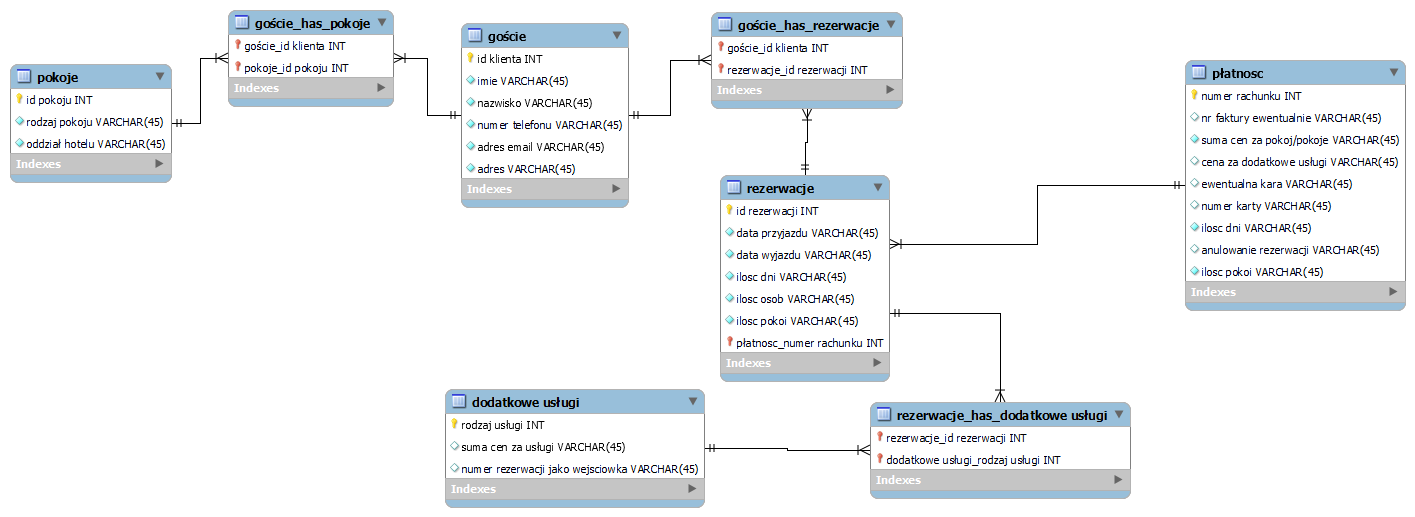 pokoje
id pokoju INT
rodzaj pokoju VARCHAR(45)
oddział hotelu VARCHAR(45)
Indexes
goście_has_pokoje
goście_id klienta INT
pokoje_id pokoju INT
Indexes
goście
id klienta INT
imie VARCHAR(45)
nazwisko VARCHAR(45)
numer telefonu VARCHAR(45)
adres email VARCHAR(45)
adres VARCHAR(45)
Indexes
goście_has_rezerwacje
goście_id klienta INT
rezerwacje_id rezerwacji INT
Indexes
płatnosc
numer rachunku INT
nr faktury ewentualnie VARCHAR(45)
suma cen za pokoj/pokoje VARCHAR(45)
cena za dodatkowe usługi VARCHAR(45)
ewentualna kara VARCHAR(45)
numer karty VARCHAR(45)
ilosc dni VARCHAR(45)
anulowanie rezerwacji VARCHAR(45)
ilosc pokoi VARCHAR(45)
Indexes
rezerwacje
id rezerwacji INT
data przyjazdu VARCHAR(45)
data wyjazdu VARCHAR(45)
ilosc dni VARCHAR(45)
ilosc osob VARCHAR(45)
ilosc pokoi VARCHAR(45)
płatnosc_numer rachunku INT
Indexes
dodatkowe usługi
rodzaj usługi INT
suma cen za usługi VARCHAR(45)
numer rezerwacji jako wejsciowka VARCHAR(45)
Indexes
rezerwacje_has_dodatkowe usługi
rezerwacje_id rezerwacji INT
dodatkowe usługi_rodzaj usługi INT
Indexes